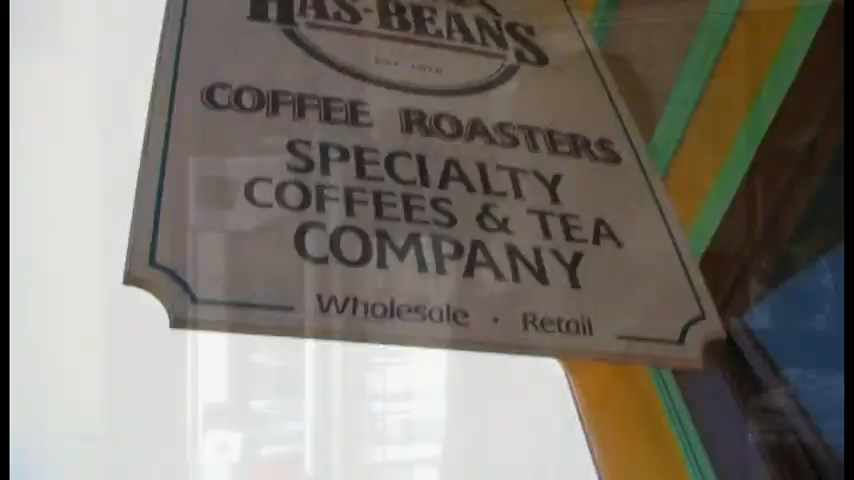 HAS-BEANS
COFFEE ROASTERS
SPECIALTY
COFFEES & TEA
COMPANY
Wholesale · Retail